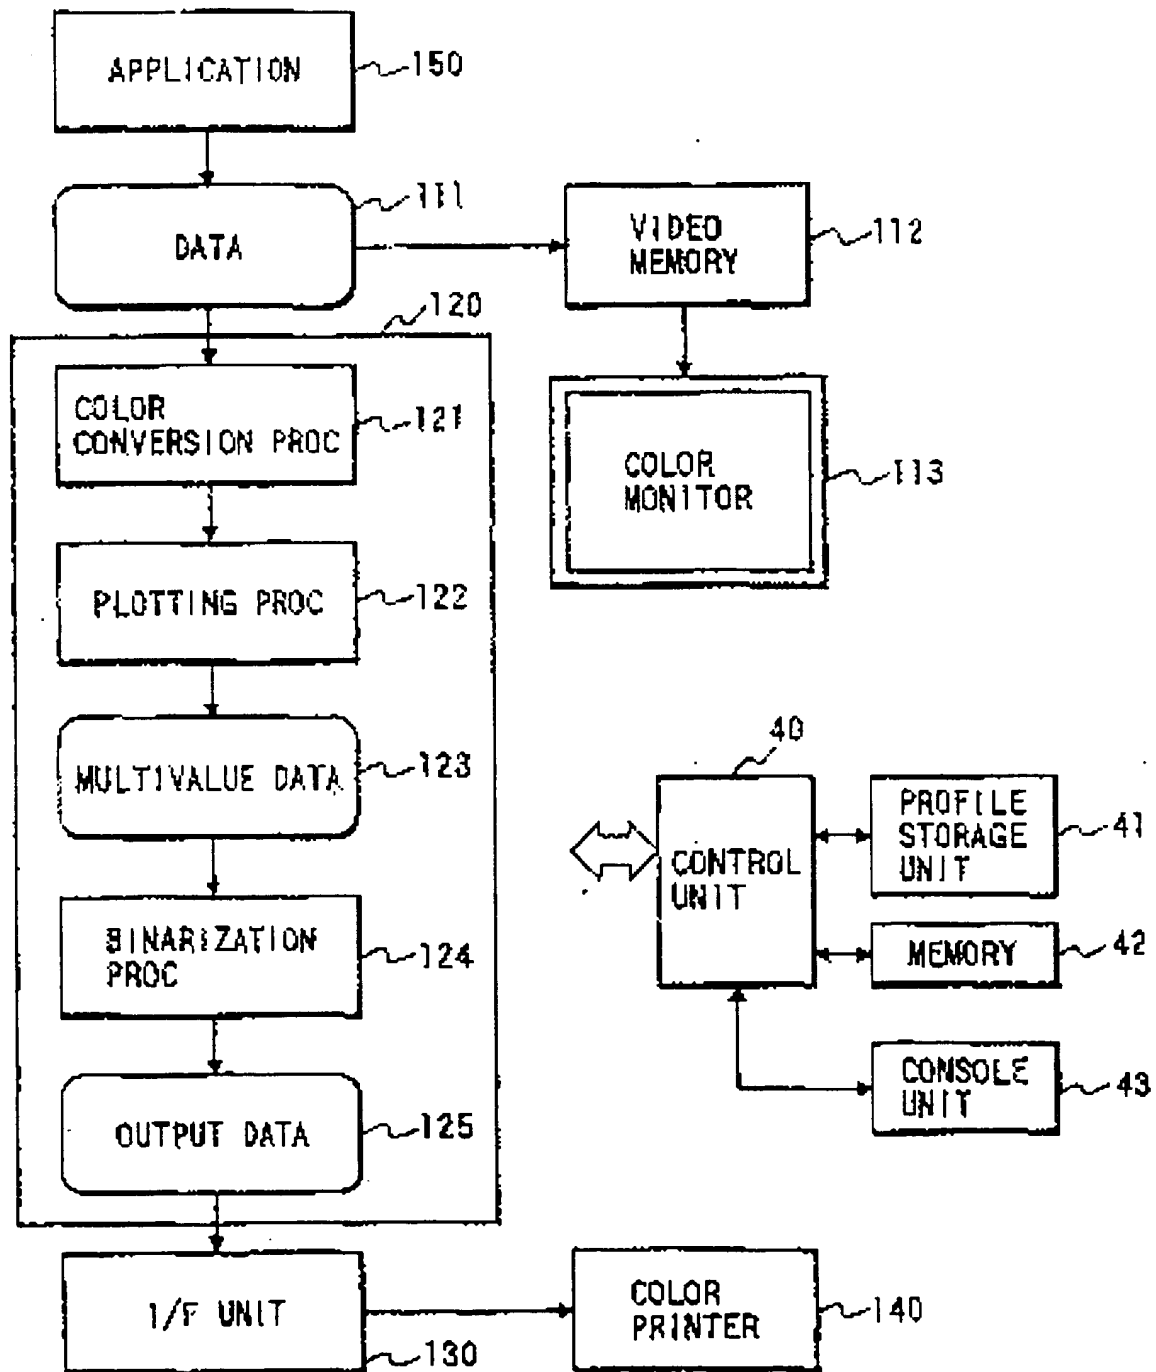 APPLICATION
150
111
DATA
VIDEO
MEMORY
112
120
COLOR
CONVERSION PROC
121
COLOR
MONITOR
113
PLOTTING PROC
122
MULTIVALUE DATA
123
40
CONTROL
UNIT
PROFILE
STORAGE
UNIT
41
BINARIZATION
PROC
124
MEMORY
42
CONSOLE
UNIT
43
OUTPUT DATA
125
I/F UNIT
130
COLOR
PRINTER
140